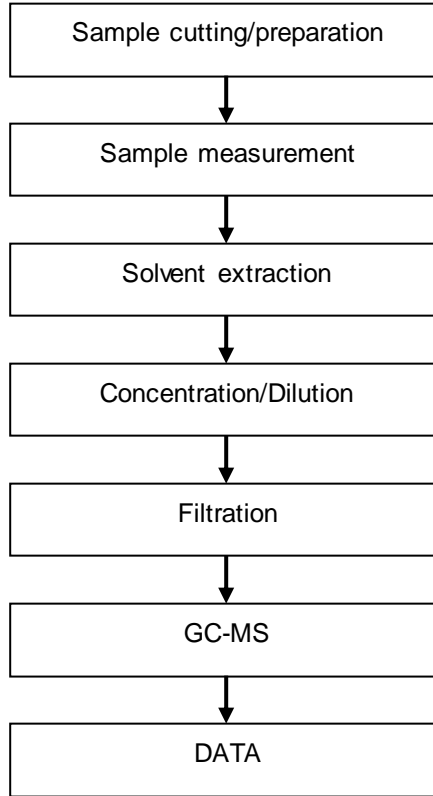 Sample cutting/preparation
Sample measurement
Solvent extraction
Concentration/Dilution
Filtration
GC-MS
DATA